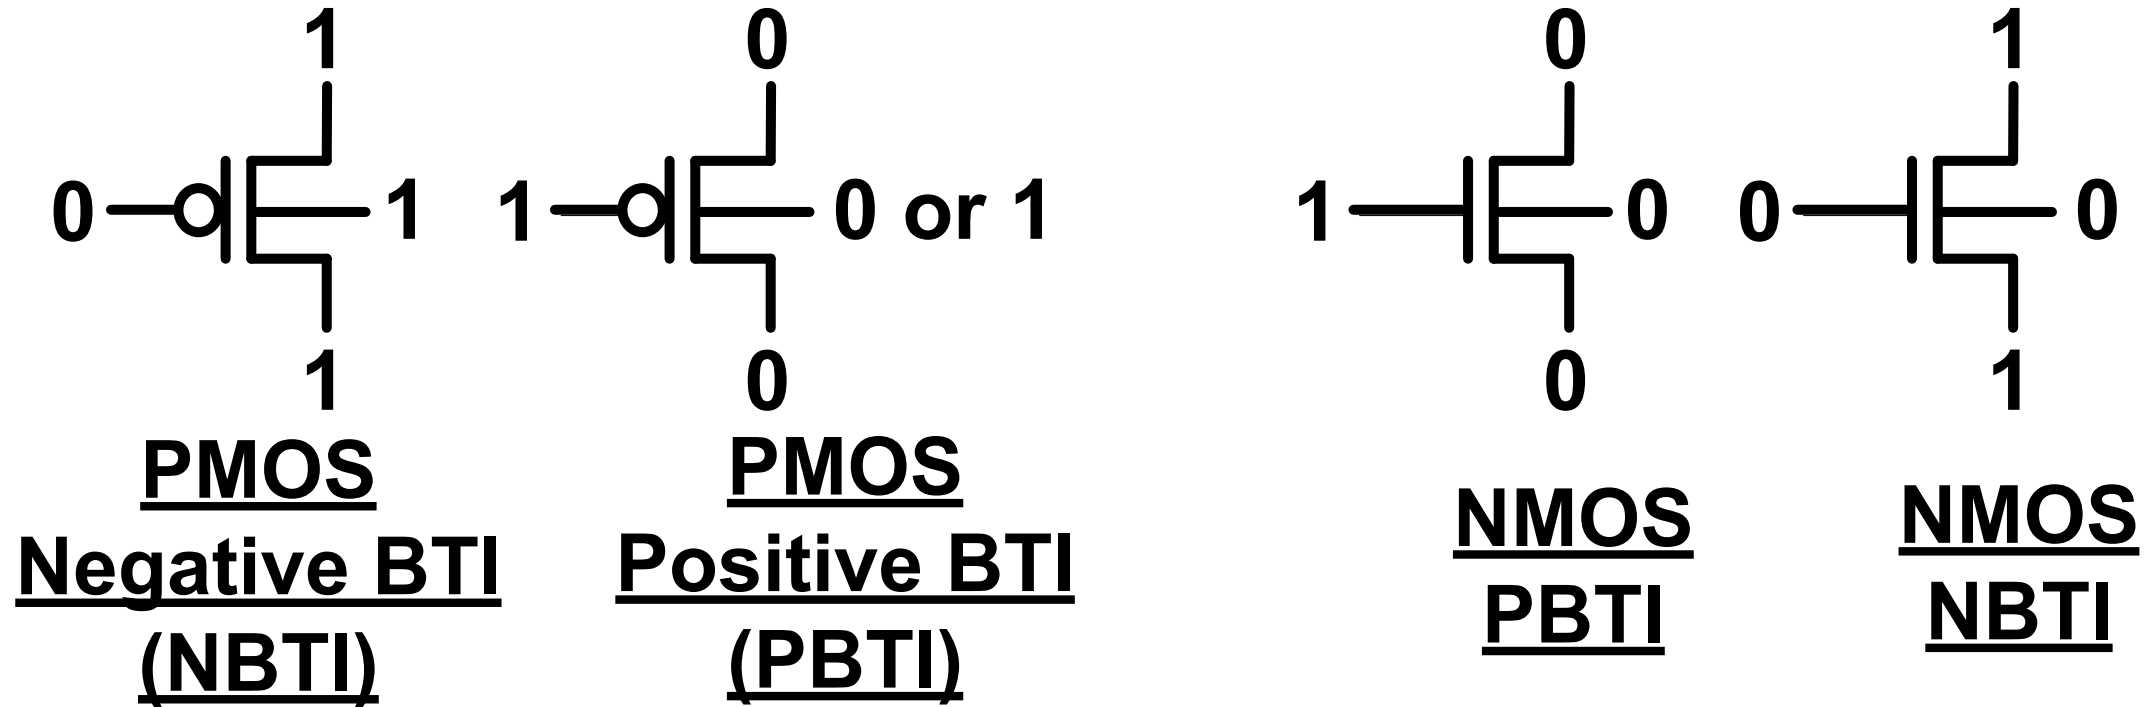 1
0
1
1
PMOS
Negative BTI
(NBTI)
0
1
0 or 1
0
PMOS
Positive BTI
(PBTI)
0
1
0
0
NMOS
PBTI
1
0
0
1
NMOS
NBTI